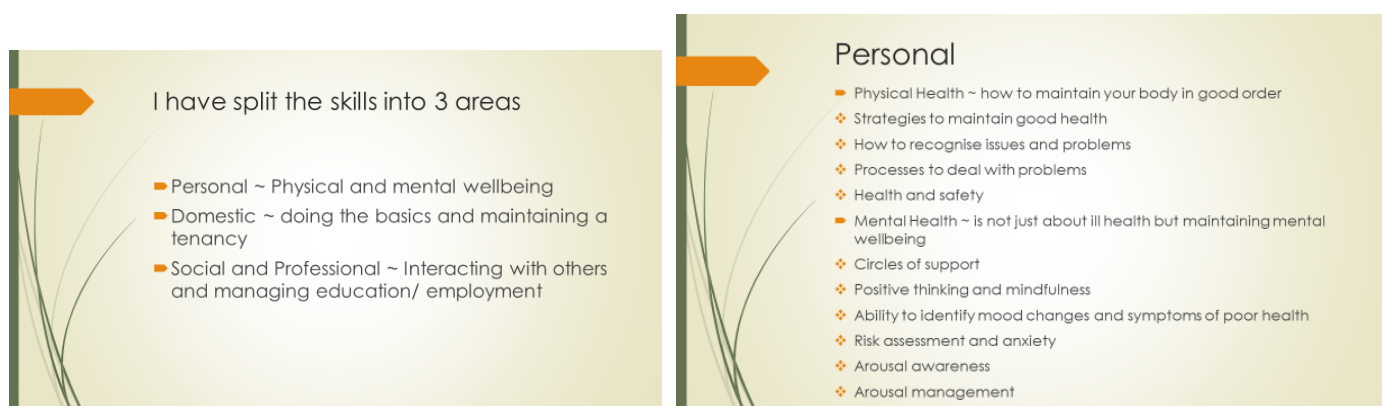 I have split the skills into 3 areas
Personal ~ Physical and mental wellbeing
Domestic ~ doing the basics and maintaining a
tenancy
Social and Professional ~ Interacting with others
and managing education/ employment
Personal
Physical Health ~ how to maintain your body in good order
Strategies to maintain good health
How to recognise issues and problems
Processes to deal with problems
Health and safety
Mental Health ~ is not just about ill health but maintaining mental
wellbeing
Circles of support
Positive thinking and mindfulness
Ability to identify mood changes and symptoms of poor health
Risk assessment and anxiety
Arousal awareness
Arousal management